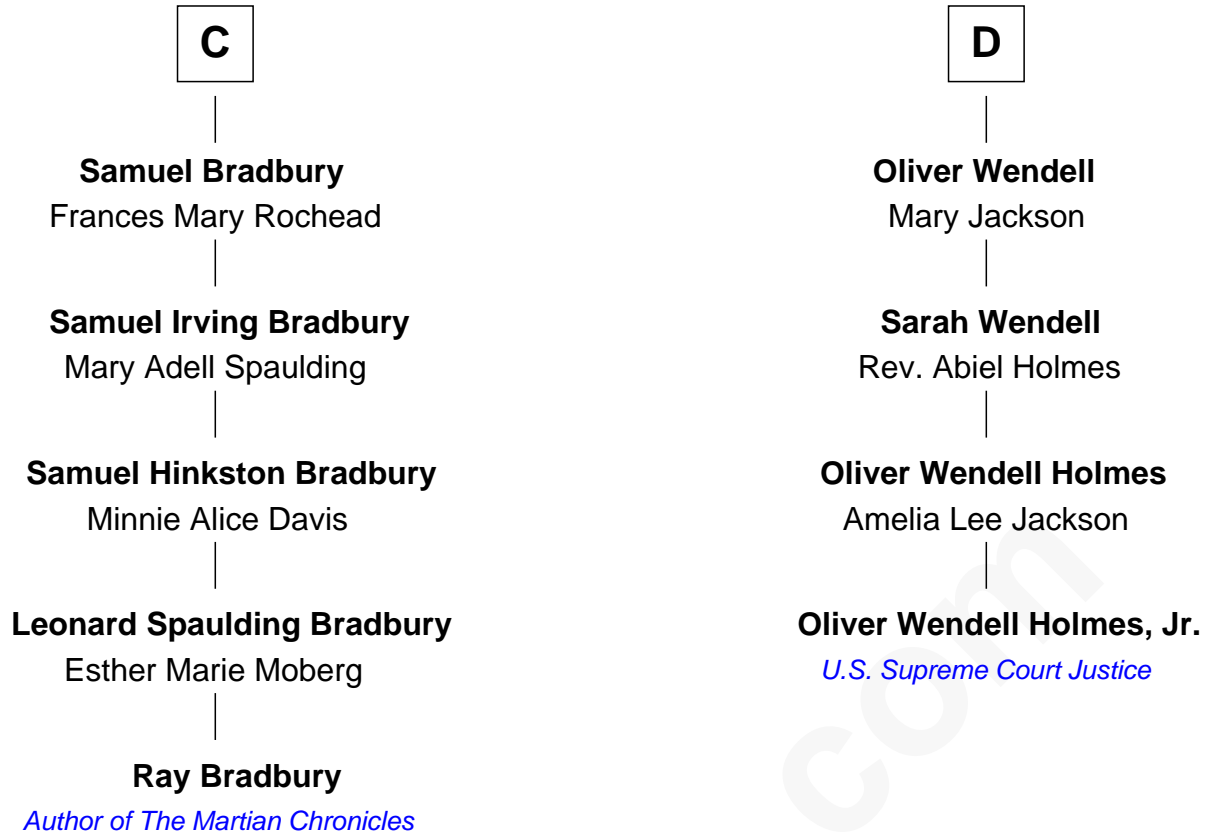 C
Samuel Bradbury
Frances Mary Rochead
Samuel Irving Bradbury
Mary Adell Spaulding
Samuel Hinkston Bradbury
Minnie Alice Davis
Leonard Spaulding Bradbury
Esther Marie Moberg
Ray Bradbury
Author of The Martian Chronicles
D
Oliver Wendell
Mary Jackson
Sarah Wendell
Rev. Abiel Holmes
Oliver Wendell Holmes
Amelia Lee Jackson
Oliver Wendell Holmes, Jr.
U.S. Supreme Court Justice
com